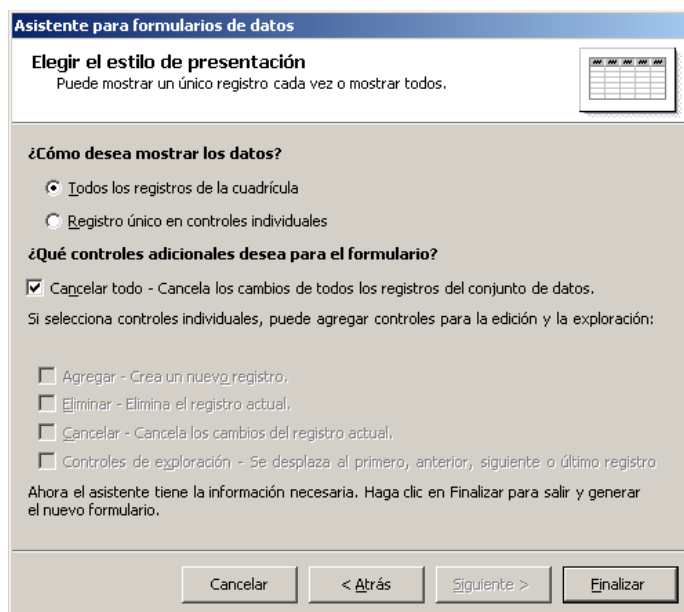 Asistente para formularios de datos
Elegir el estilo de presentación
Puede mostrar un único registro cada vez o mostrar todos.
¿Cómo desea mostrar los datos?
Todos los registros de la cuadrícula
Registro único en controles individuales
¿Qué controles adicionales desea para el formulario?
Cancelar todo - Cancela los cambios de todos los registros del conjunto de datos.
Si selecciona controles individuales, puede agregar controles para la edición y la exploración:
Agregar - Crea un nuevo registro.
Eliminar - Elimina el registro actual.
Cancelar - Cancela los cambios del registro actual.
Controles de exploración - Se desplaza al primero, anterior, siguiente o último registro
Ahora el asistente tiene la información necesaria. Haga clic en Finalizar para salir y generar
el nuevo formulario.
Cancelar
< Atrás
Siguiente >
Finalizar